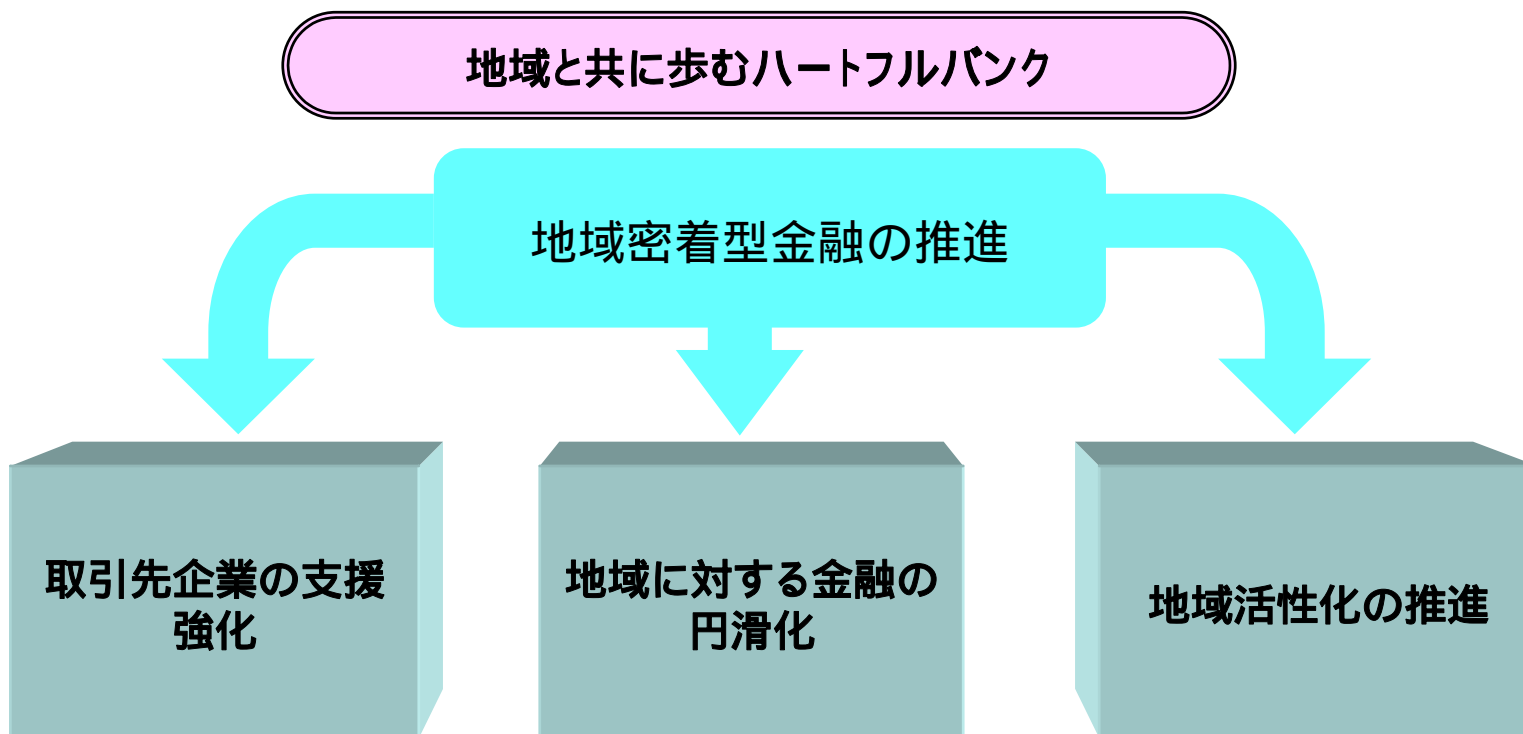 地域と共に歩むハートフルバンク
地域密着型金融の推進
取引先企業の支援
強化
地域に対する金融の
円滑化
地域活性化の推進